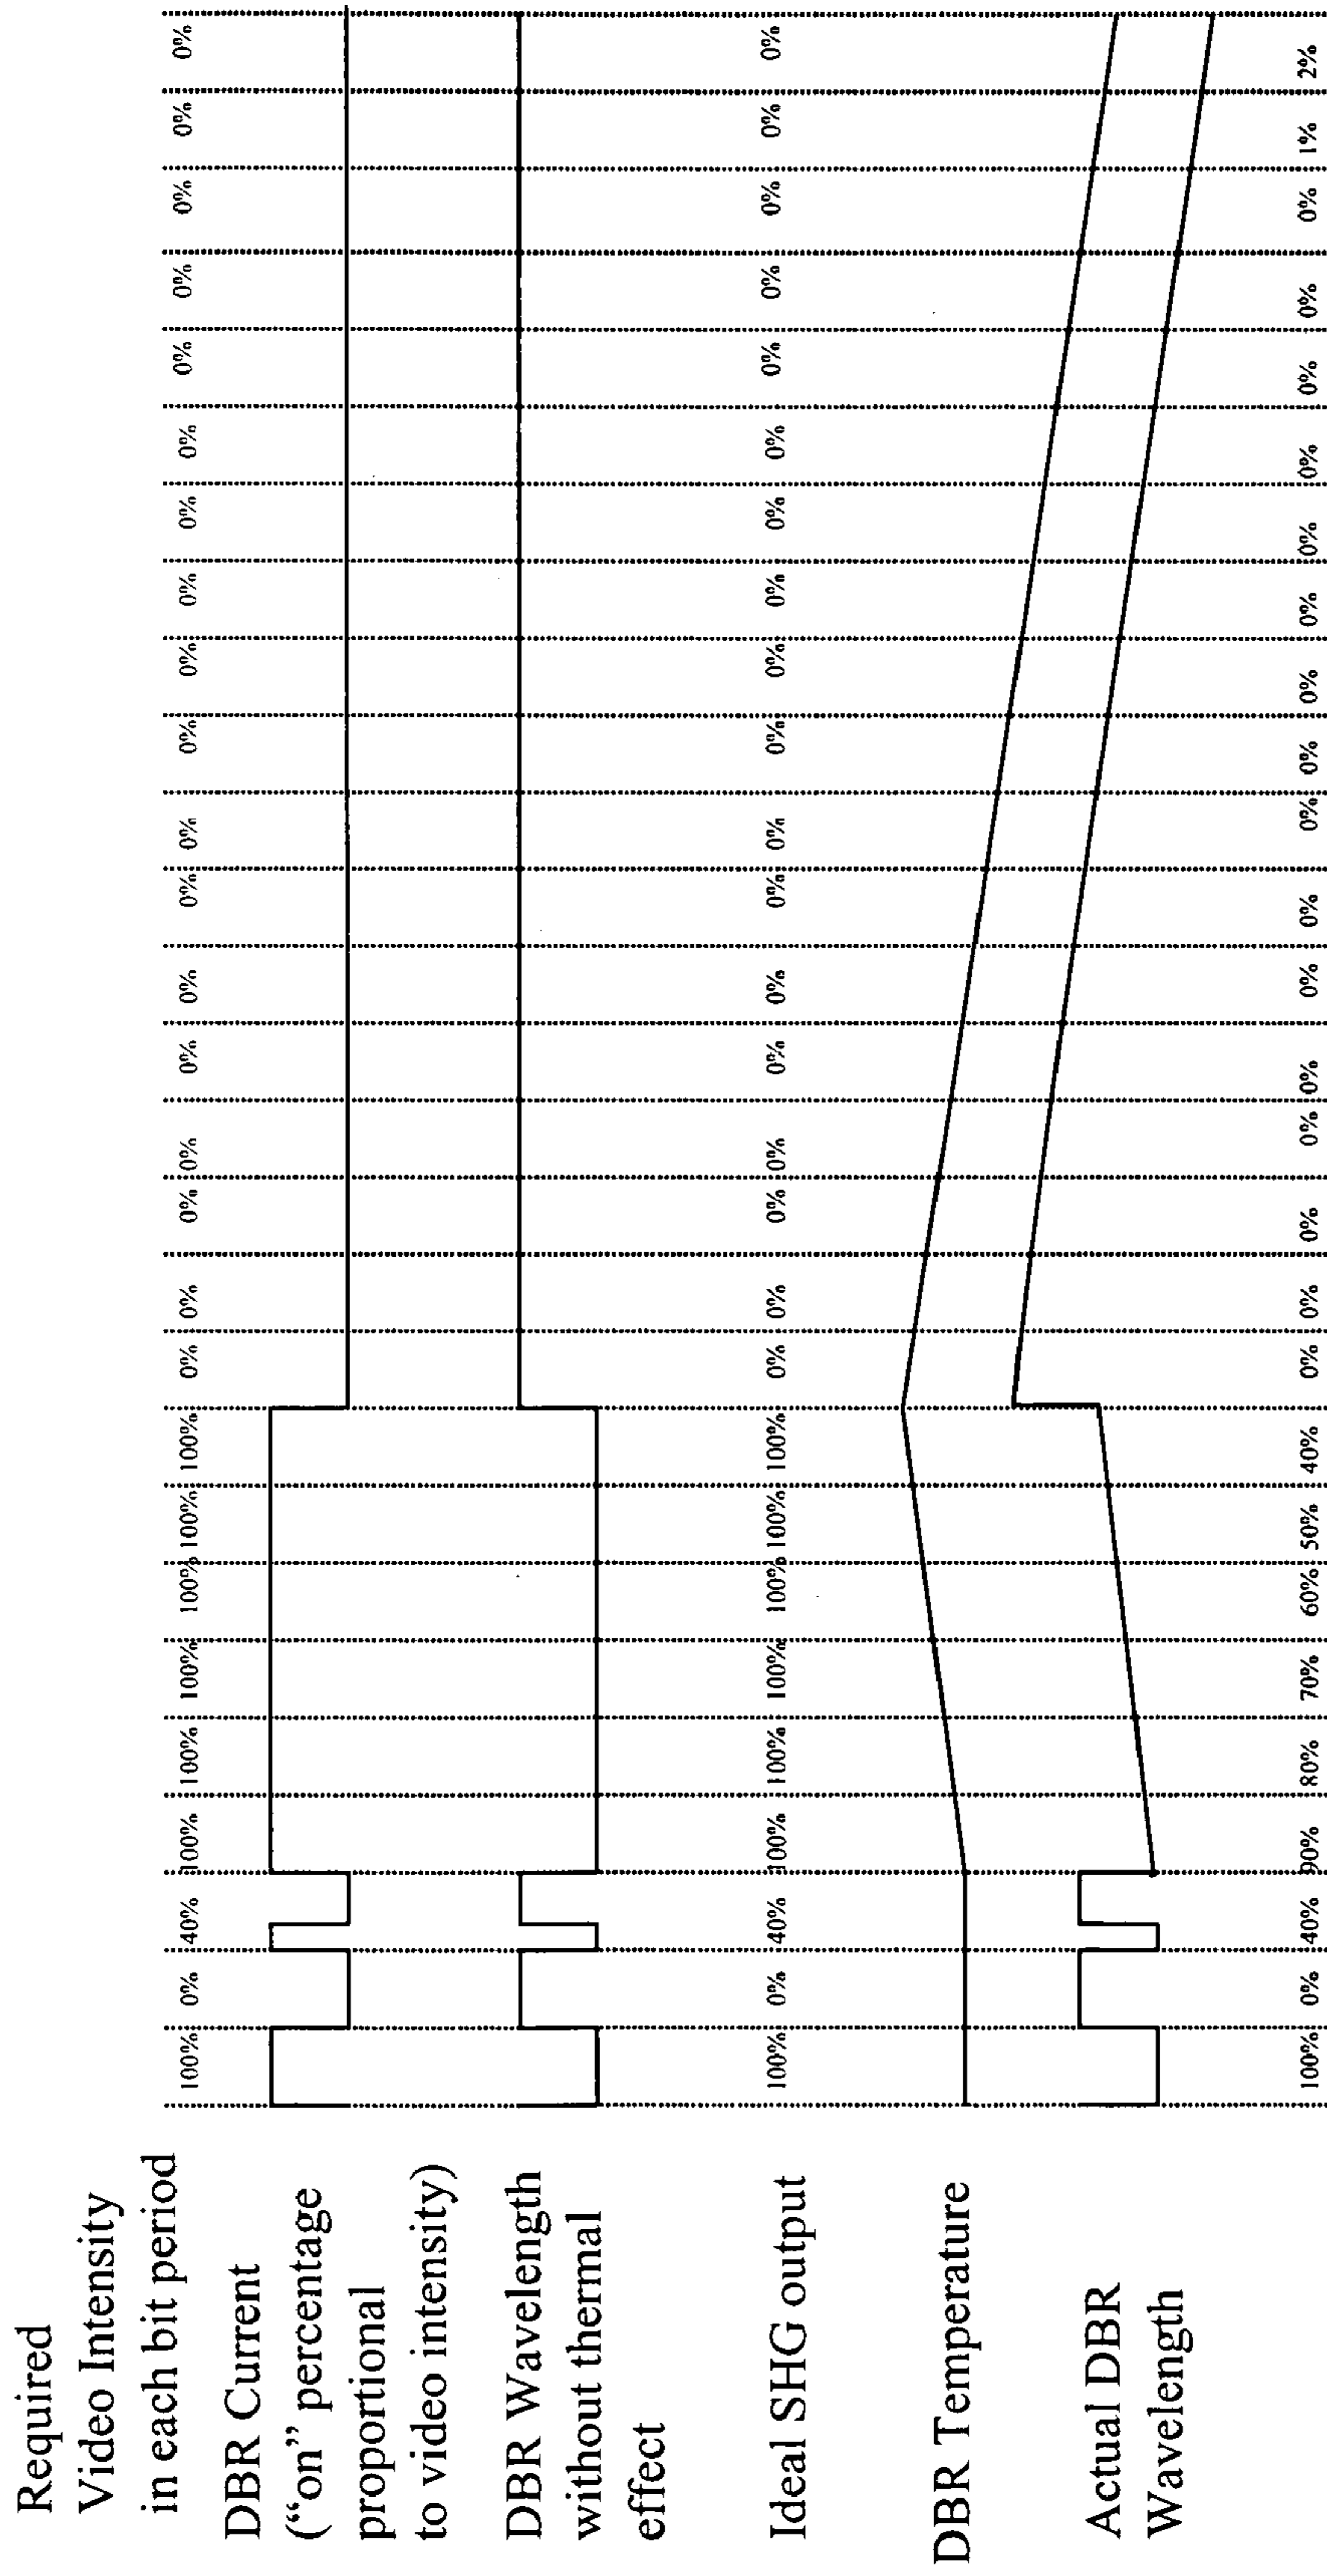 Required
Video Intensity
in each bit period
100% 0% 40% 100% 100% 100% 100% 100% 100% 0% 0% 0% 0% 0% 0% 0% 0% 0% 0% 0% 0% 0% 0% 0% 0% 0% 0%
DBR Current
(“on” percentage
proportional
to video intensity)
DBR Wavelength
without thermal
effect
Ideal SHG output
100% 0% 40% 100% 100% 100% 100% 100% 100% 0% 0% 0% 0% 0% 0% 0% 0% 0% 0% 0% 0% 0% 0% 0% 0% 0% 0%
DBR Temperature
Actual DBR
Wavelength
100% 0% 40% 90% 80% 70% 60% 50% 40% 0% 0% 0% 0% 0% 0% 0% 0% 0% 0% 0% 0% 0% 0% 0% 0% 1% 2%